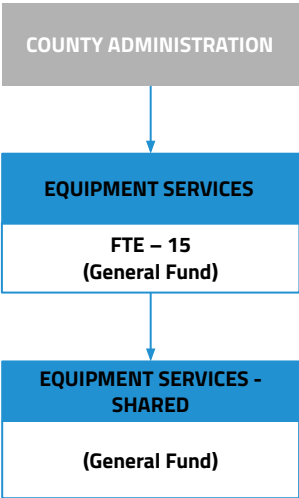 COUNTY ADMINISTRATION
EQUIPMENT SERVICES
FTE – 15
(General Fund)
EQUIPMENT SERVICES -
SHARED
(General Fund)